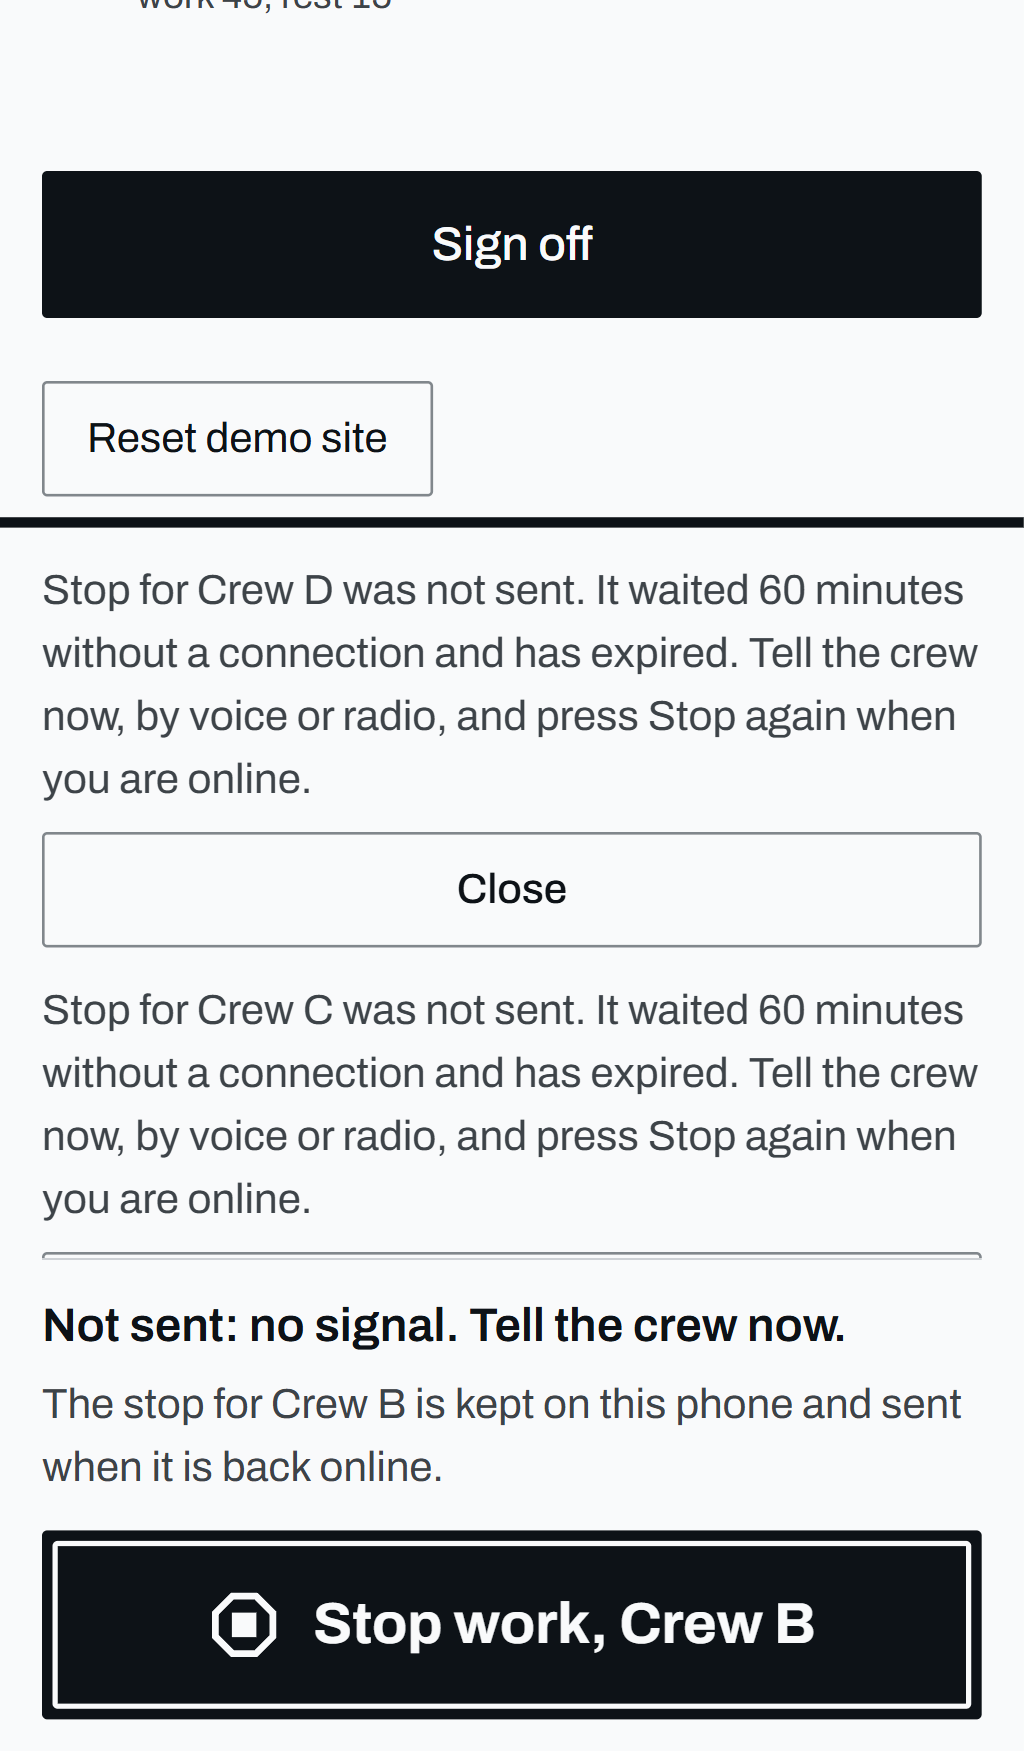 work 45, rest 15
Sign off
Reset demo site
Stop for Crew D was not sent. It waited 60 minutes
without a connection and has expired. Tell the crew
now, by voice or radio, and press Stop again when
you are online.
Close
Stop for Crew C was not sent. It waited 60 minutes
without a connection and has expired. Tell the crew
now, by voice or radio, and press Stop again when
you are online.
Not sent: no signal. Tell the crew now.
The stop for Crew B is kept on this phone and sent
when it is back online.
Stop work, Crew B